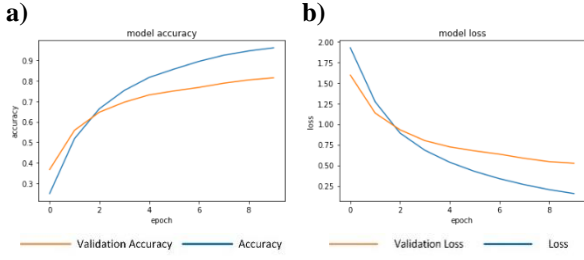 a)
model accuracy
accuracy
0.9
0.8
0.7
0.6
0.5
0.4
0.3
0 2 4 6 8
epoch
Validation Accuracy Accuracy
b)
model loss
loss
2.00
1.75
1.50
1.25
1.00
0.75
0.50
0.25
0 2 4 6 8
epoch
Validation Loss Loss